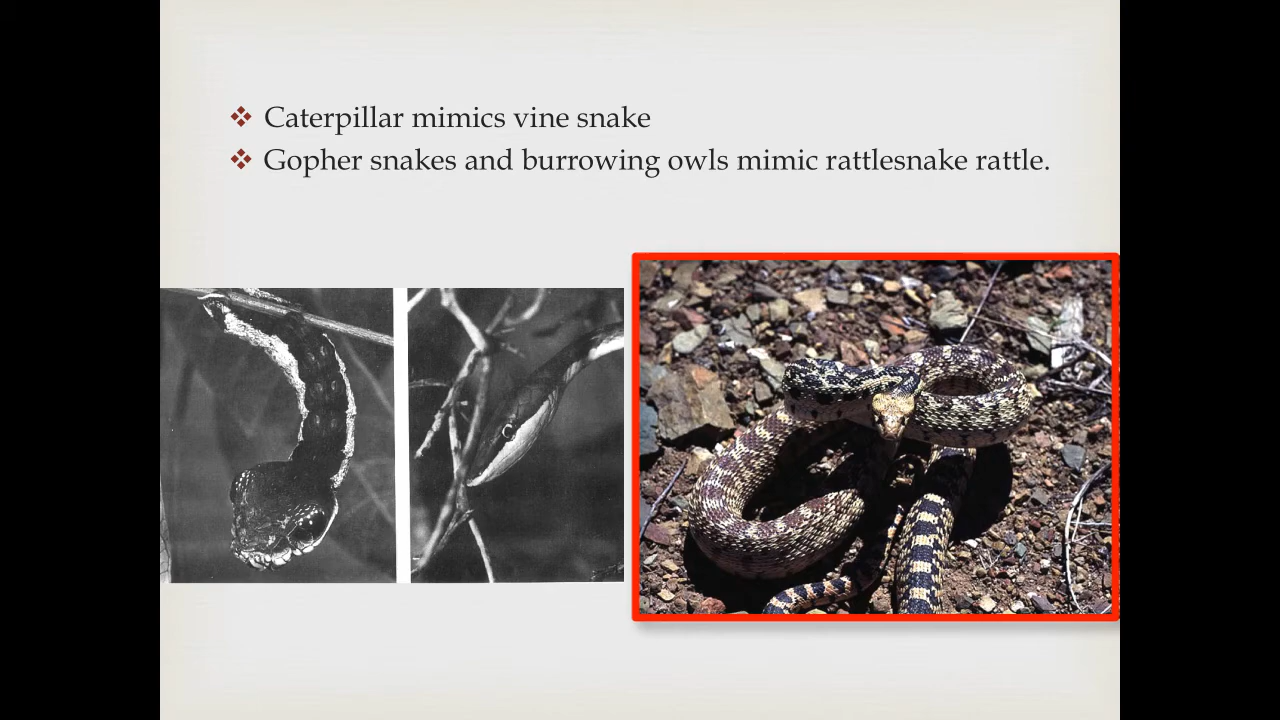 Caterpillar mimics vine snake
Gopher snakes and burrowing owls mimic rattlesnake rattle.